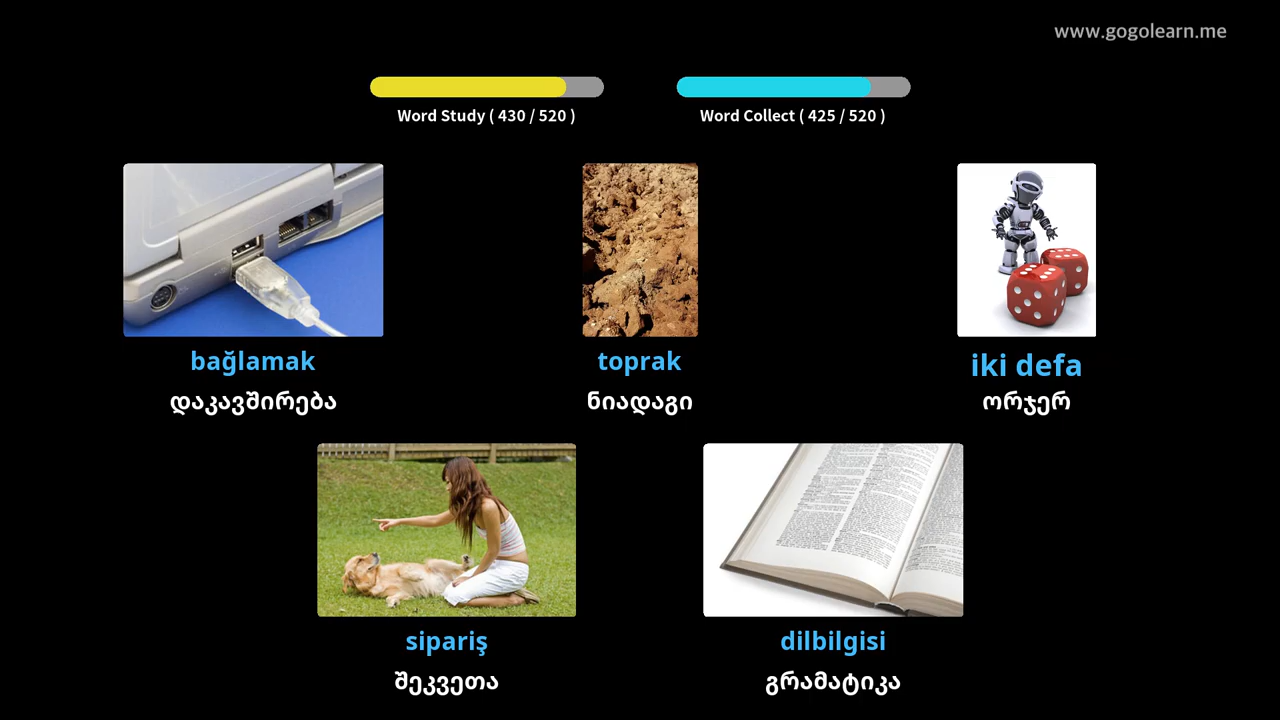 www.gogolearn.me
Word Study ( 430 / 520 )
Word Collect ( 425 / 520 )
bağlamak
დაკავშირება
toprak
ნიადაგი
iki defa
ორჯერ
sipariş
შეკვეთა
dilbilgisi
გრამატიკა